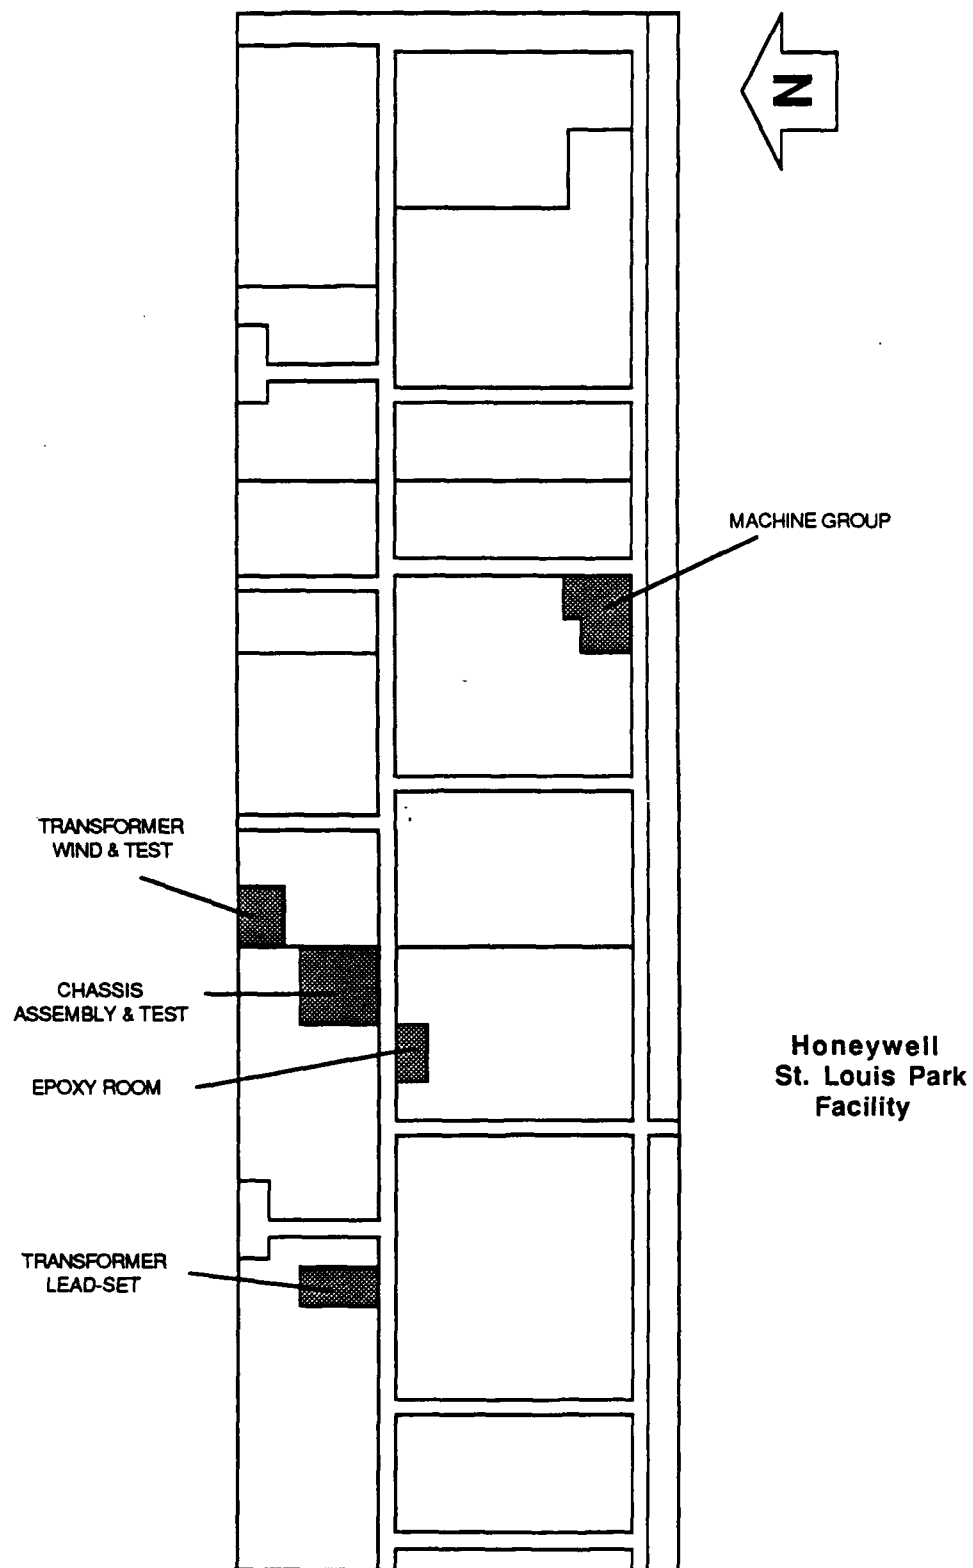 N
MACHINE GROUP
TRANSFORMER
WIND & TEST
CHASSIS
ASSEMBLY & TEST
EPOXY ROOM
Honeywell
St. Louis Park
Facility
TRANSFORMER
LEAD-SET